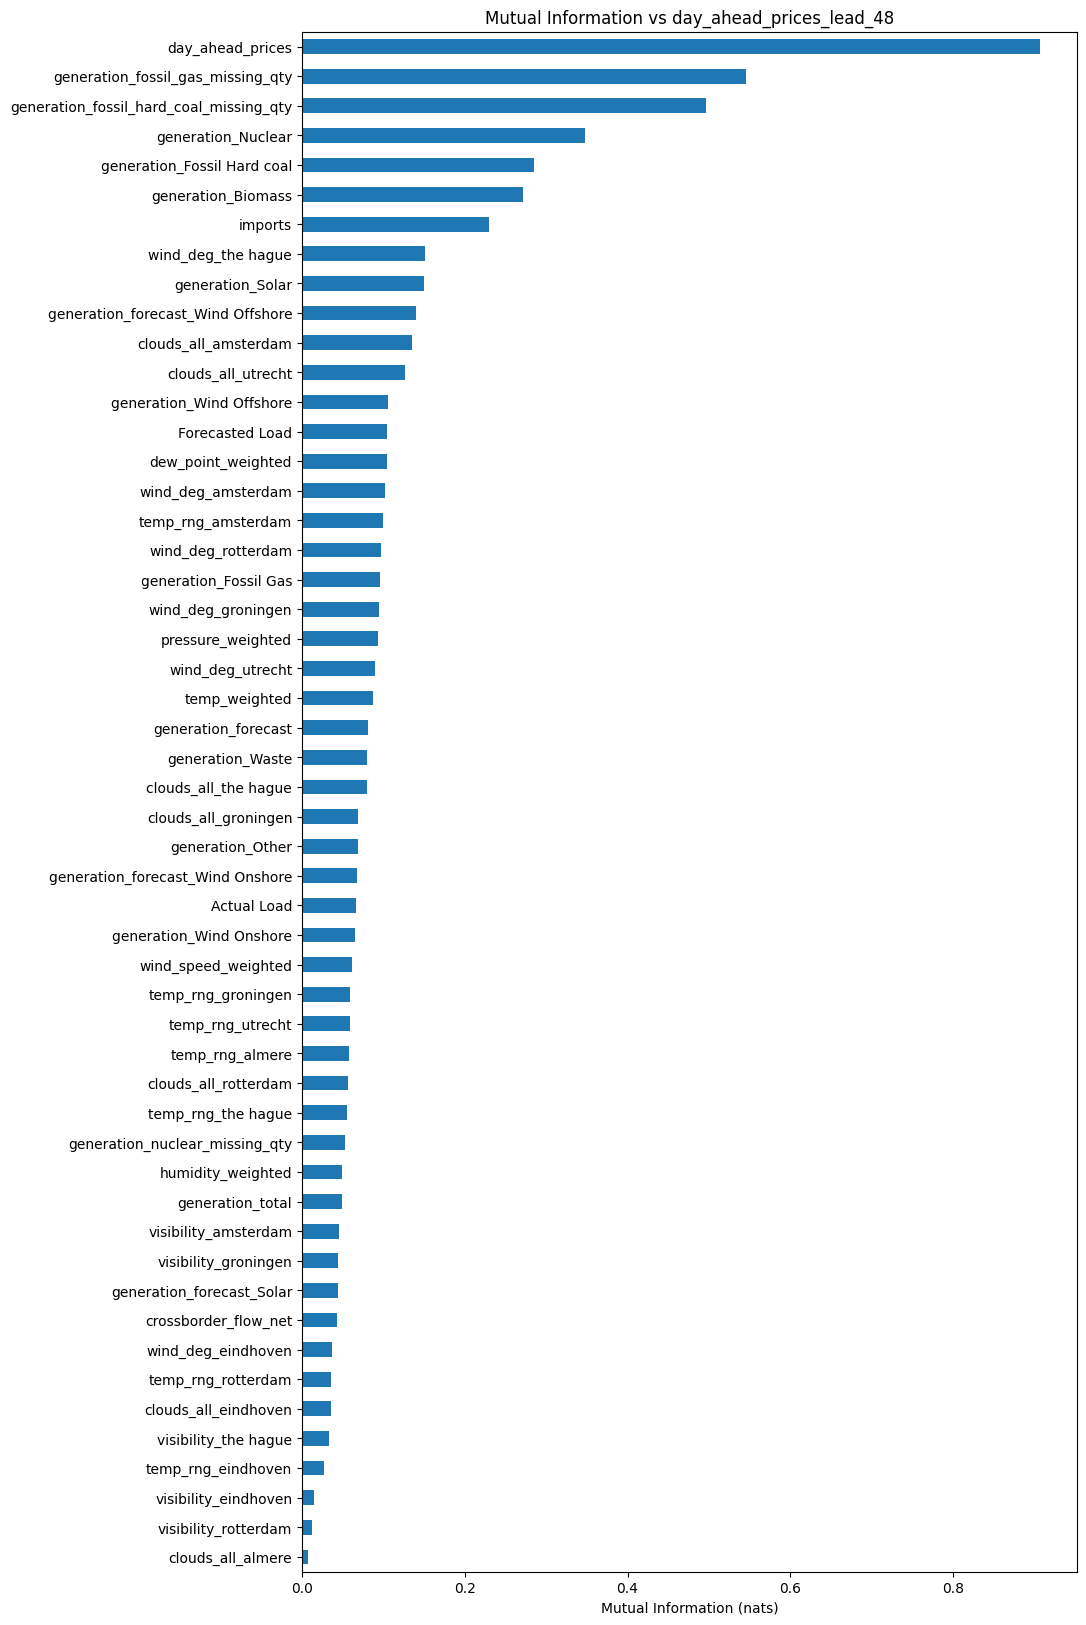 Mutual Information vs day_ahead_prices_lead_48
day_ahead_prices
generation_fossil_gas_missing_qty
generation_fossil_hard_coal_missing_qty
generation_Nuclear
generation_Fossil Hard coal
generation_Biomass
imports
wind_deg_the hague
generation_Solar
generation_forecast_Wind Offshore
clouds_all_amsterdam
clouds_all_utrecht
generation_Wind Offshore
Forecasted Load
dew_point_weighted
wind_deg_amsterdam
temp_rng_amsterdam
wind_deg_rotterdam
generation_Fossil Gas
wind_deg_groningen
pressure_weighted
wind_deg_utrecht
temp_weighted
generation_forecast
generation_Waste
clouds_all_the hague
clouds_all_groningen
generation_Other
generation_forecast_Wind Onshore
Actual Load
generation_Wind Onshore
wind_speed_weighted
temp_rng_groningen
temp_rng_utrecht
temp_rng_almere
clouds_all_rotterdam
temp_rng_the hague
generation_nuclear_missing_qty
humidity_weighted
generation_total
visibility_amsterdam
visibility_groningen
generation_forecast_Solar
crossborder_flow_net
wind_deg_eindhoven
temp_rng_rotterdam
clouds_all_eindhoven
visibility_the hague
temp_rng_eindhoven
visibility_eindhoven
visibility_rotterdam
clouds_all_almere
0.0 0.2 0.4 0.6 0.8
Mutual Information (nats)